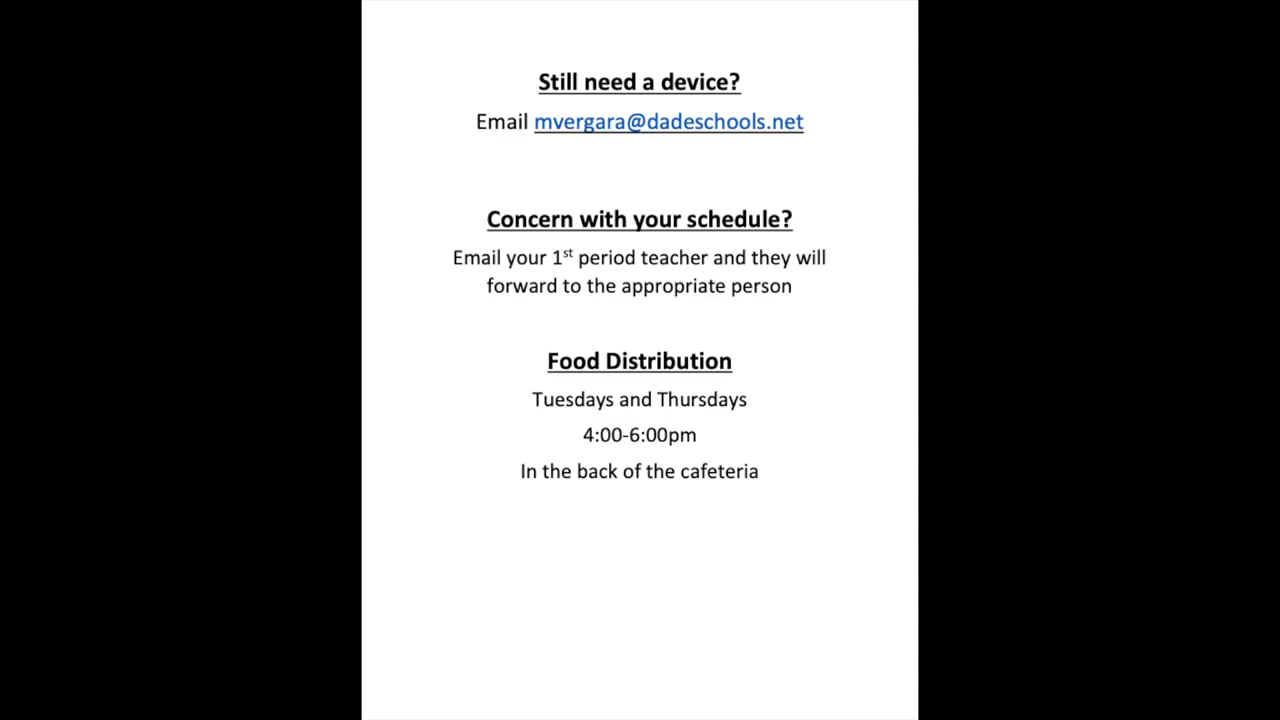 Still need a device?
Email mvergara@dadeschools.net
Concern with your schedule?
Email your 1st period teacher and they will
forward to the appropriate person
Food Distribution
Tuesdays and Thursdays
4:00-6:00pm
In the back of the cafeteria